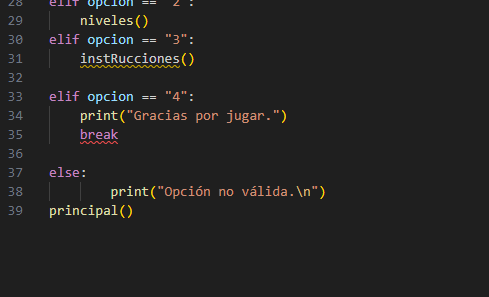 28 elif opcion == "2":
29 niveles()
30 elif opcion == "3":
31 instRucciones()
32
33 elif opcion == "4":
34 print("Gracias por jugar.")
35 break
36
37 else:
38 print("Opción no válida.\n")
39 principal()